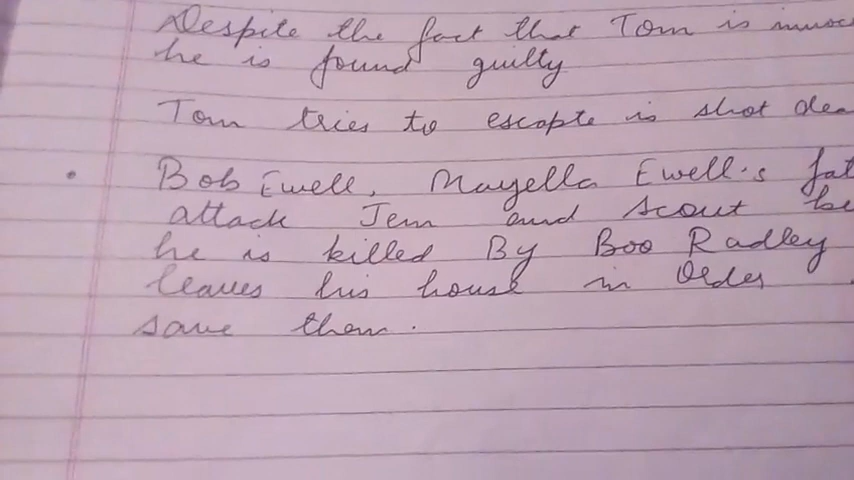 Despite the fact that Tom is
he is found guilty
Tom tries to escapte is shot
Bob Ewell, Mayella Ewell's
attack Jem and Scout
he is killed By Boo Radley
leaves his house in Order
save them.